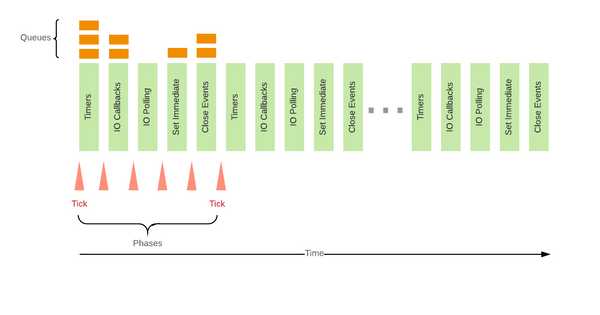 Queues
Timers
IO Callbacks
IO Polling
Set Immediate
Close Events
Timers
IO Callbacks
IO Polling
Set Immediate
Close Events
Timers
IO Callbacks
IO Polling
Set Immediate
Close Events
Tick
Tick
Phases
Time